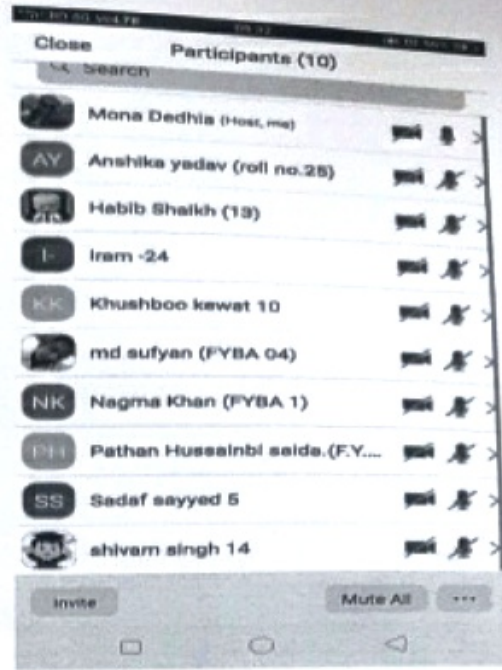 Close Participants (10)
Search
Mona Dedhia (Host, me)
AY Anshika yadav (roll no.25)
Habib Shaikh (13)
I- Iram -24
KK Khushboo kewat 10
md sufyan (FYBA 04)
NK Nagma Khan (FYBA 1)
PH Pathan Hussainbi saida.(F.Y....
SS Sadaf sayyed 5
shivam singh 14
Invite Mute All ...